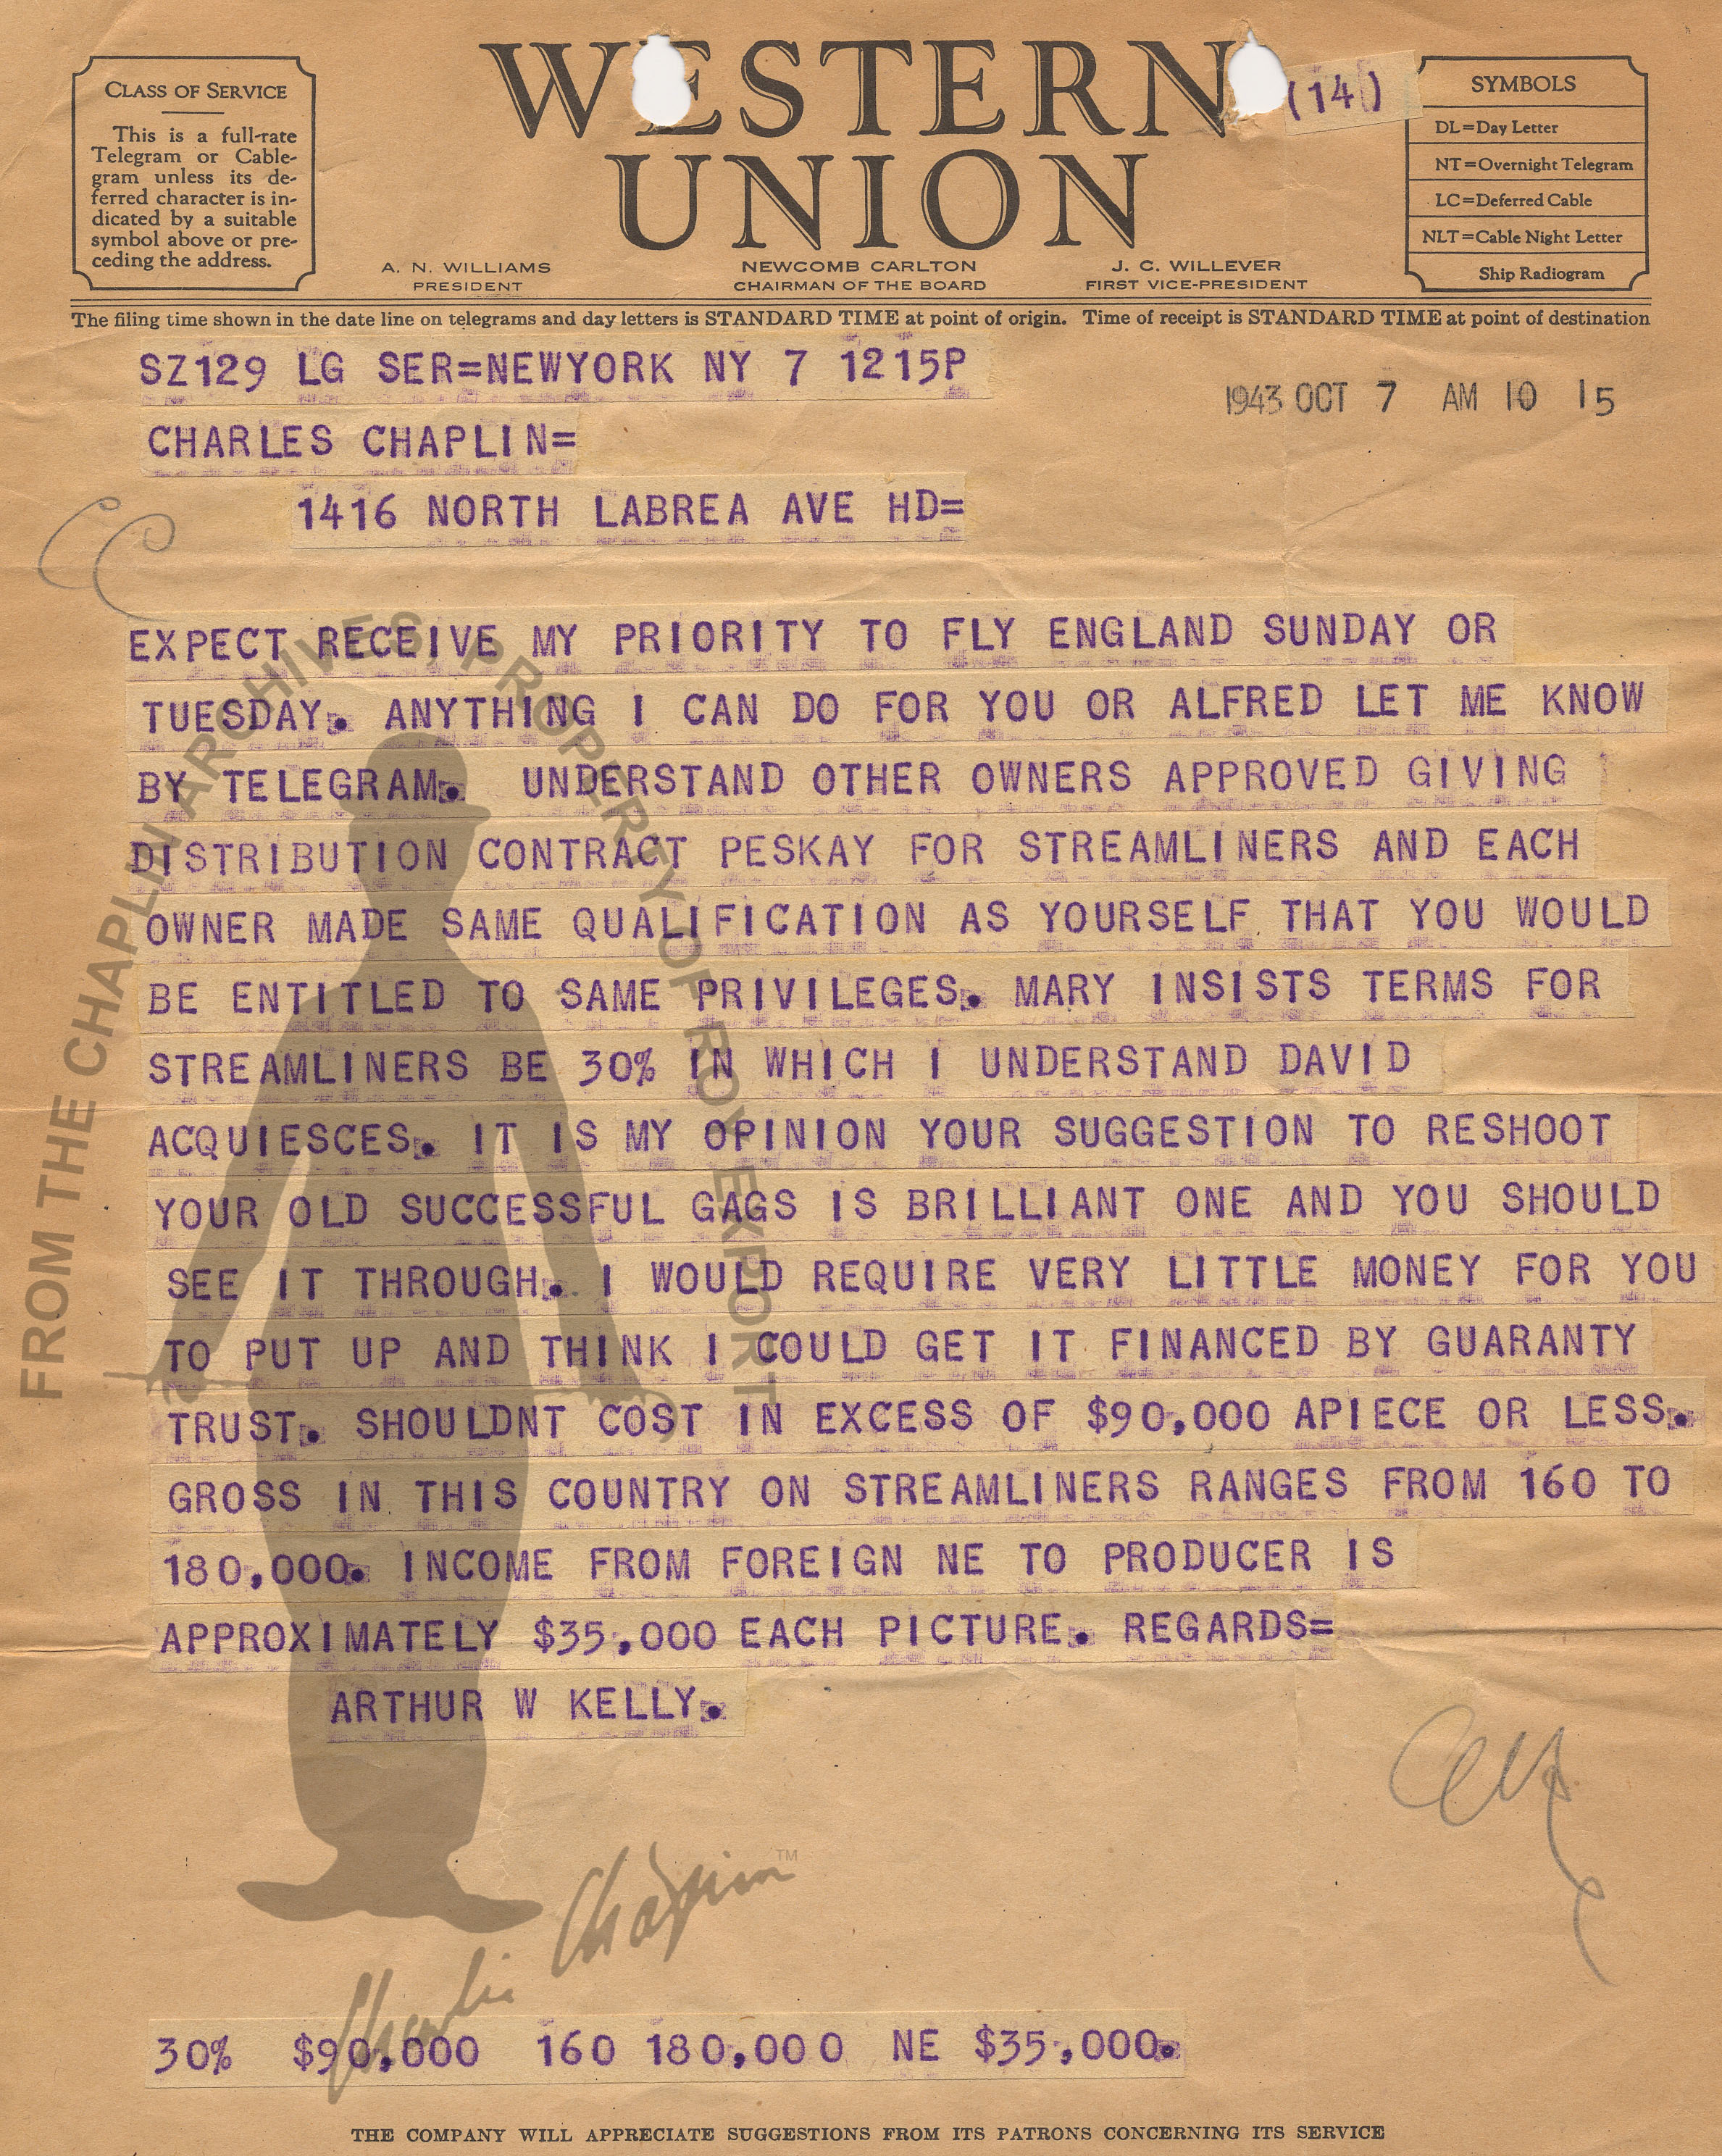 WESTERN
UNION
(14)
CLASS OF SERVICE
This is a full-rate
Telegram or Cable-
gram unless its de-
ferred character is in-
dicated by a suitable
symbol above or pre-
ceding the address.
A. N. WILLIAMS
PRESIDENT
NEWCOMB CARLTON
CHAIRMAN OF THE BOARD
J. C. WILLEVER
FIRST VICE-PRESIDENT
SYMBOLS
DL=Day Letter
NT=Overnight Telegram
LC=Deferred Cable
NLT=Cable Night Letter
Ship Radiogram
The filing time shown in the date line on telegrams and day letters is STANDARD TIME at point of origin. Time of receipt is STANDARD TIME at point of destination
SZ129 LG SER=NEWYORK NY 7 1215P
1943 OCT 7 AM 10 15
CHARLES CHAPLIN=
1416 NORTH LABREA AVE HD=
CC
EXPECT RECEIVE MY PRIORITY TO FLY ENGLAND SUNDAY OR
TUESDAY. ANYTHING I CAN DO FOR YOU OR ALFRED LET ME KNOW
BY TELEGRAM. UNDERSTAND OTHER OWNERS APPROVED GIVING
DISTRIBUTION CONTRACT PESKAY FOR STREAMLINERS AND EACH
OWNER MADE SAME QUALIFICATION AS YOURSELF THAT YOU WOULD
BE ENTITLED TO SAME PRIVILEGES. MARY INSISTS TERMS FOR
STREAMLINERS BE 30% IN WHICH I UNDERSTAND DAVID
ACQUIESCES. IT IS MY OPINION YOUR SUGGESTION TO RESHOOT
YOUR OLD SUCCESSFUL GAGS IS BRILLIANT ONE AND YOU SHOULD
SEE IT THROUGH. I WOULD REQUIRE VERY LITTLE MONEY FOR YOU
TO PUT UP AND THINK I COULD GET IT FINANCED BY GUARANTY
TRUST. SHOULDNT COST IN EXCESS OF $90,000 APIECE OR LESS.
GROSS IN THIS COUNTRY ON STREAMLINERS RANGES FROM 160 TO
180,000. INCOME FROM FOREIGN NE TO PRODUCER IS
APPROXIMATELY $35,000 EACH PICTURE. REGARDS=
ARTHUR W KELLY.
30% $90,000 160 180,000 NE $35,000.
THE COMPANY WILL APPRECIATE SUGGESTIONS FROM ITS PATRONS CONCERNING ITS SERVICE
FROM THE CHAPLIN ARCHIVES, PROPERTY OF ROY EXPORT
Charlie Chaplin™